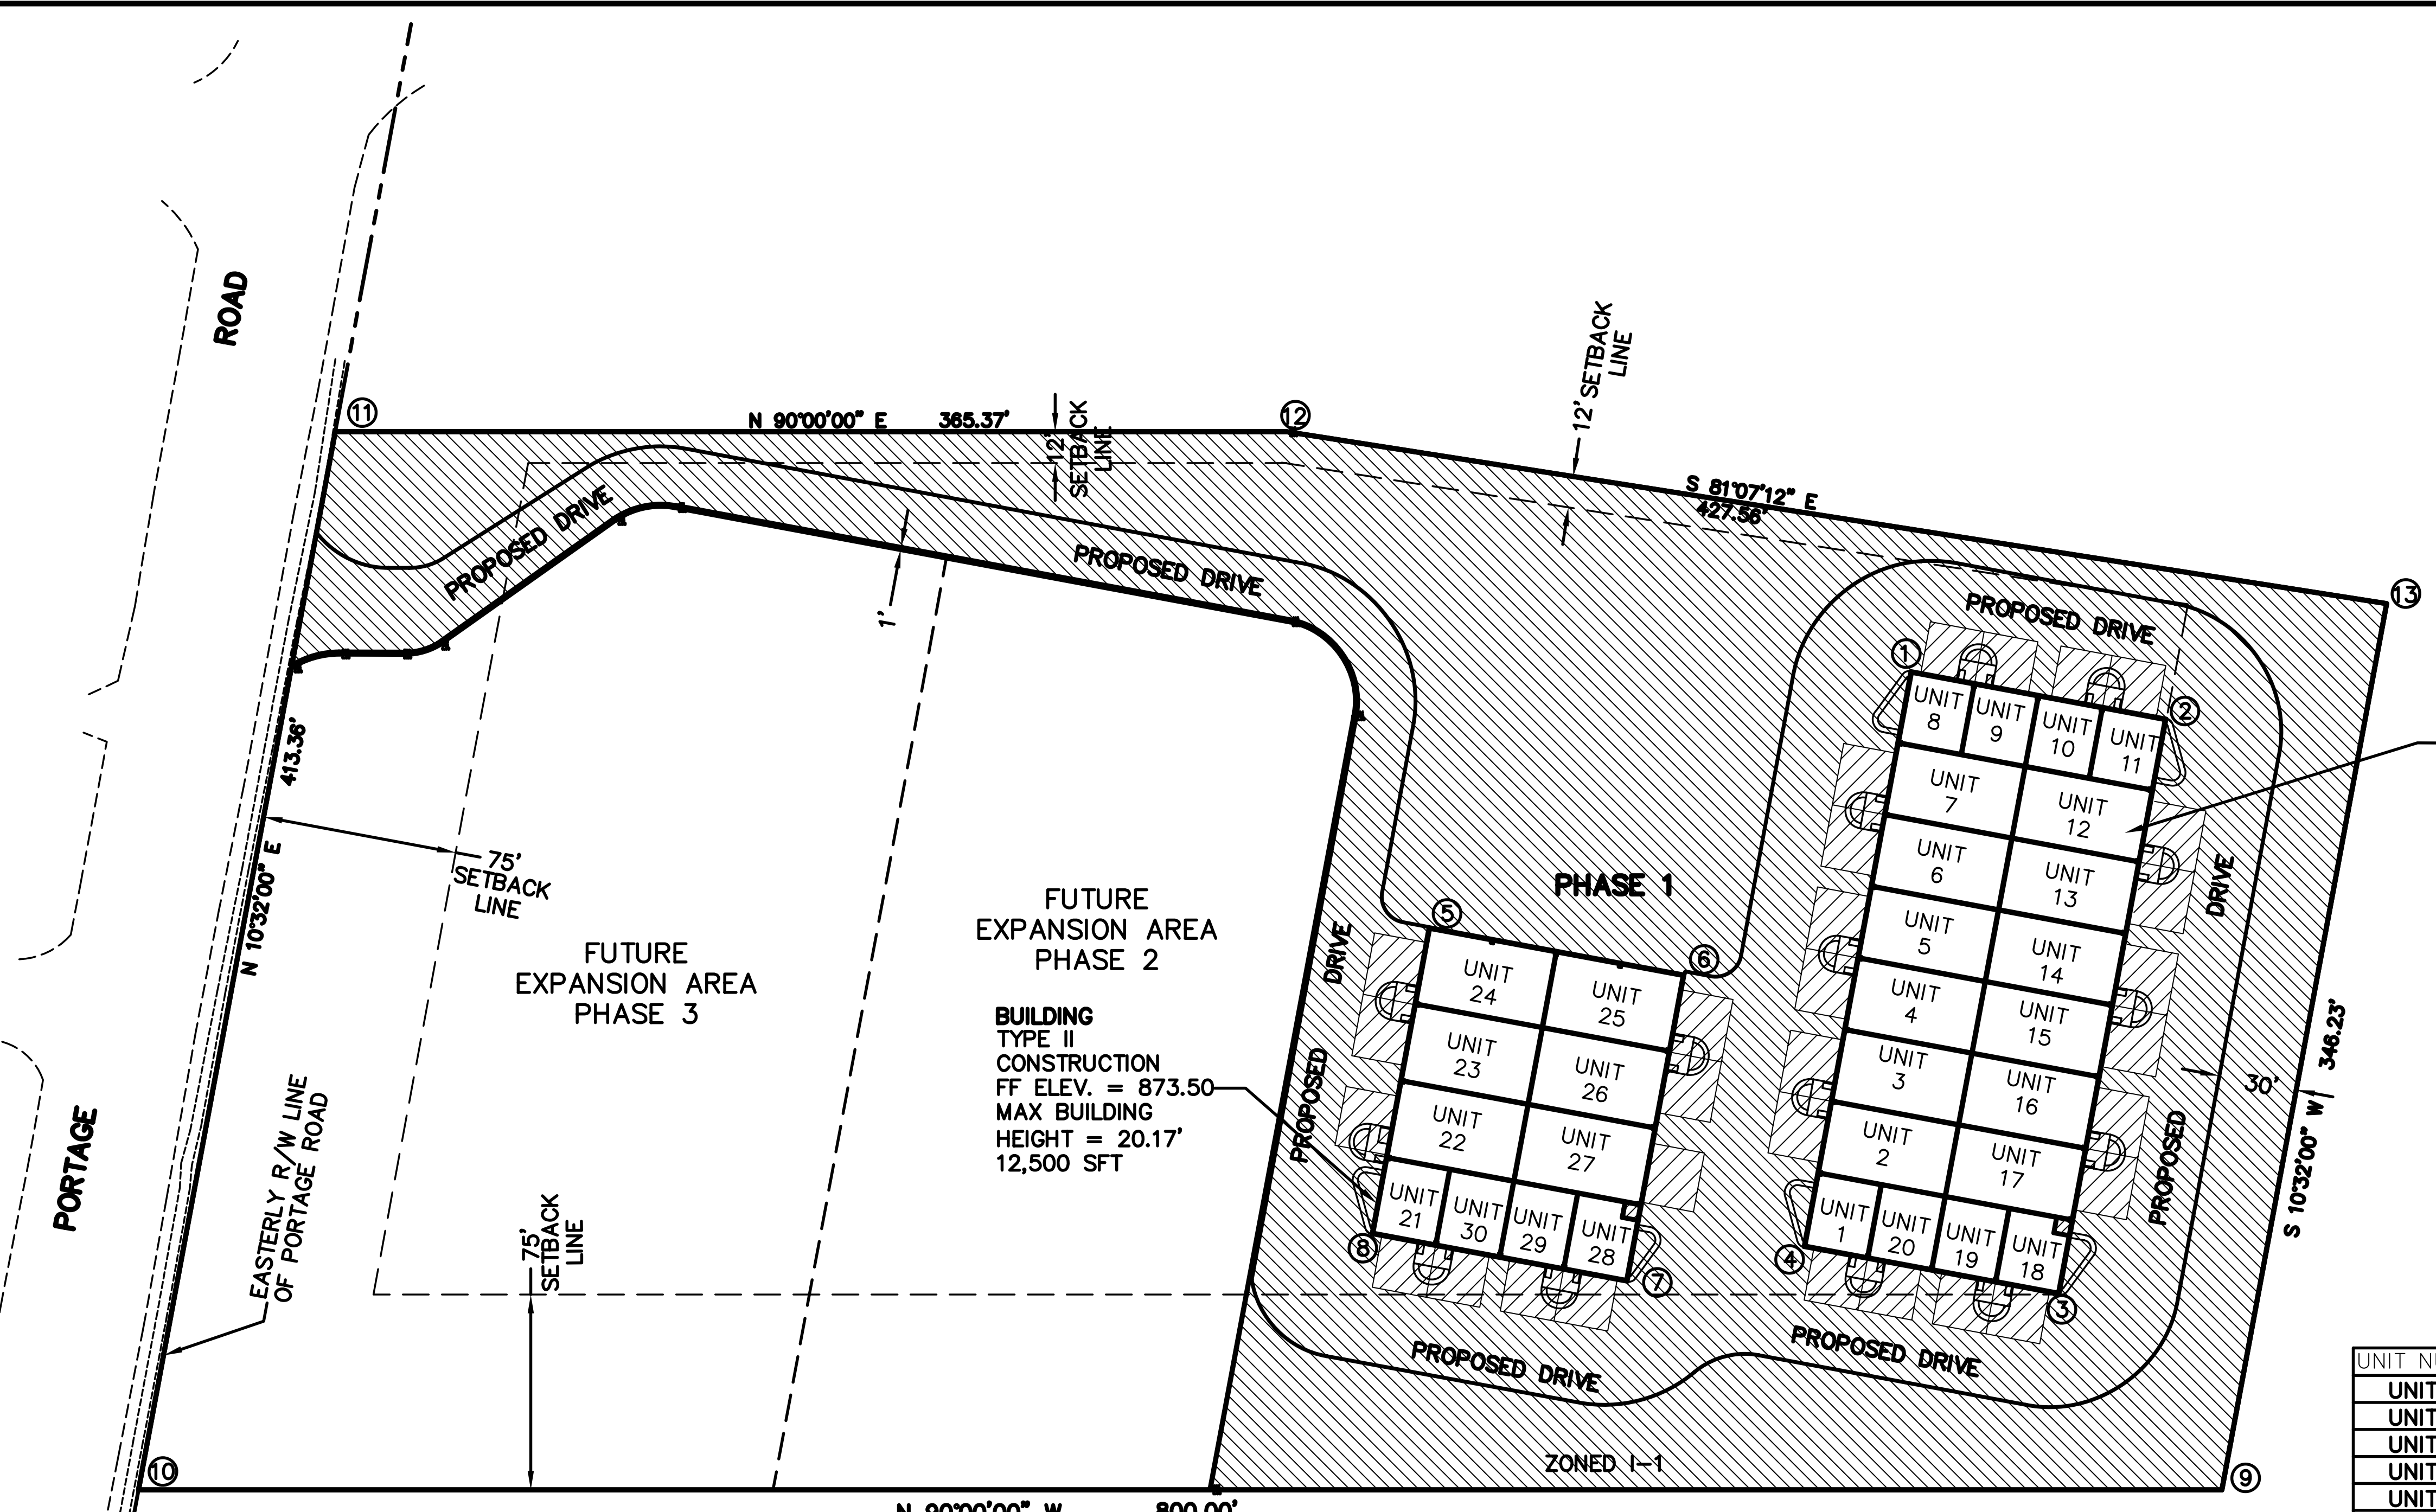 ROAD
PORTAGE
11
N 90°00'00" E 365.37'
12
12'
SETBACK
LINE
12' SETBACK
LINE
S 81°07'12" E
427.56'
13
PROPOSED DRIVE
PROPOSED DRIVE
PROPOSED DRIVE
1'
413.36'
N 10°32'00" E
75'
SETBACK
LINE
FUTURE
EXPANSION AREA
PHASE 3
FUTURE
EXPANSION AREA
PHASE 2
BUILDING
TYPE II
CONSTRUCTION
FF ELEV. = 873.50
MAX BUILDING
HEIGHT = 20.17'
12,500 SFT
75'
SETBACK
LINE
EASTERLY R/W LINE
OF PORTAGE ROAD
PROPOSED DRIVE
PHASE 1
5
6
UNIT
24
UNIT
25
UNIT
23
UNIT
26
UNIT
22
UNIT
27
UNIT
21
UNIT
30
UNIT
29
UNIT
28
8
7
1
2
UNIT
8
UNIT
9
UNIT
10
UNIT
11
UNIT
7
UNIT
12
UNIT
6
UNIT
13
UNIT
5
UNIT
14
UNIT
4
UNIT
15
UNIT
3
UNIT
16
UNIT
2
UNIT
17
UNIT
1
UNIT
20
UNIT
19
UNIT
18
4
3
PROPOSED DRIVE
30'
346.23'
S 10°32'00" W
PROPOSED DRIVE
PROPOSED DRIVE
ZONED I-1
10
9
N 90°00'00" W 800.00'
UNIT
UNIT
UNIT
UNIT
UNIT
UNIT